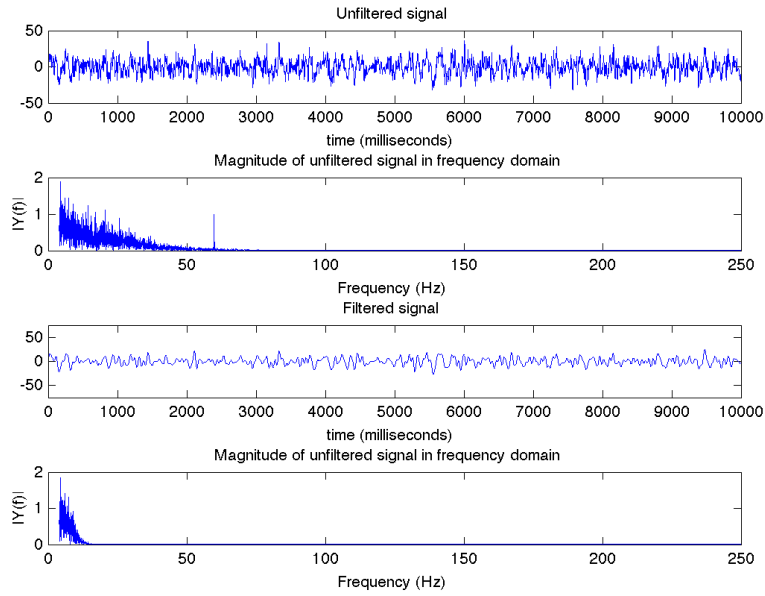 Unfiltered signal
50
0
-50
0 1000 2000 3000 4000 5000 6000 7000 8000 9000 10000
time (milliseconds)
Magnitude of unfiltered signal in frequency domain
2
1
0
|Y(f)|
0 50 100 150 200 250
Frequency (Hz)
Filtered signal
50
0
-50
0 1000 2000 3000 4000 5000 6000 7000 8000 9000 10000
time (milliseconds)
Magnitude of unfiltered signal in frequency domain
2
1
0
|Y(f)|
0 50 100 150 200 250
Frequency (Hz)